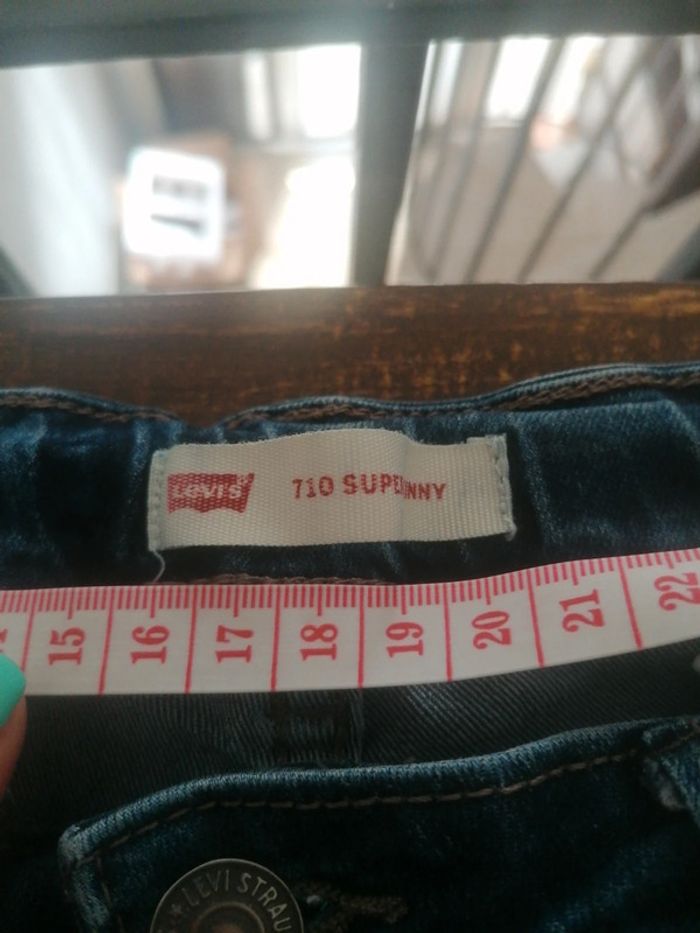 LEVI'S
710 SUPE INNY
15 16 17 18 19 20 21 22
LEVI STRAU